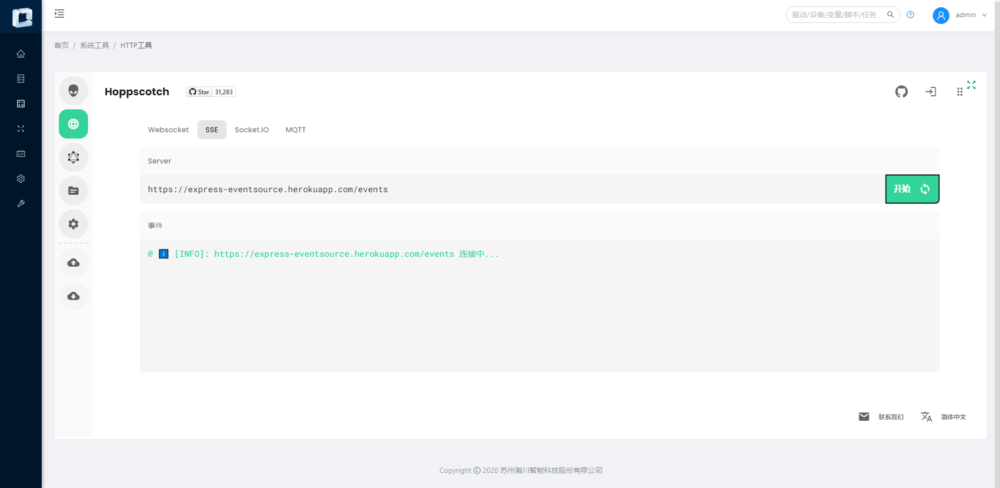 驱动/设备/变量/脚本/任务
admin
首页 / 系统工具 / HTTP工具
Hoppscotch
Star 31,283
Websocket SSE Socket.IO MQTT
Server
https://express-eventsource.herokuapp.com/events
开始
事件
@ ℹ [INFO]: https://express-eventsource.herokuapp.com/events 连接中...
联系我们 简体中文
Copyright © 2020 苏州瀚川智能科技股份有限公司